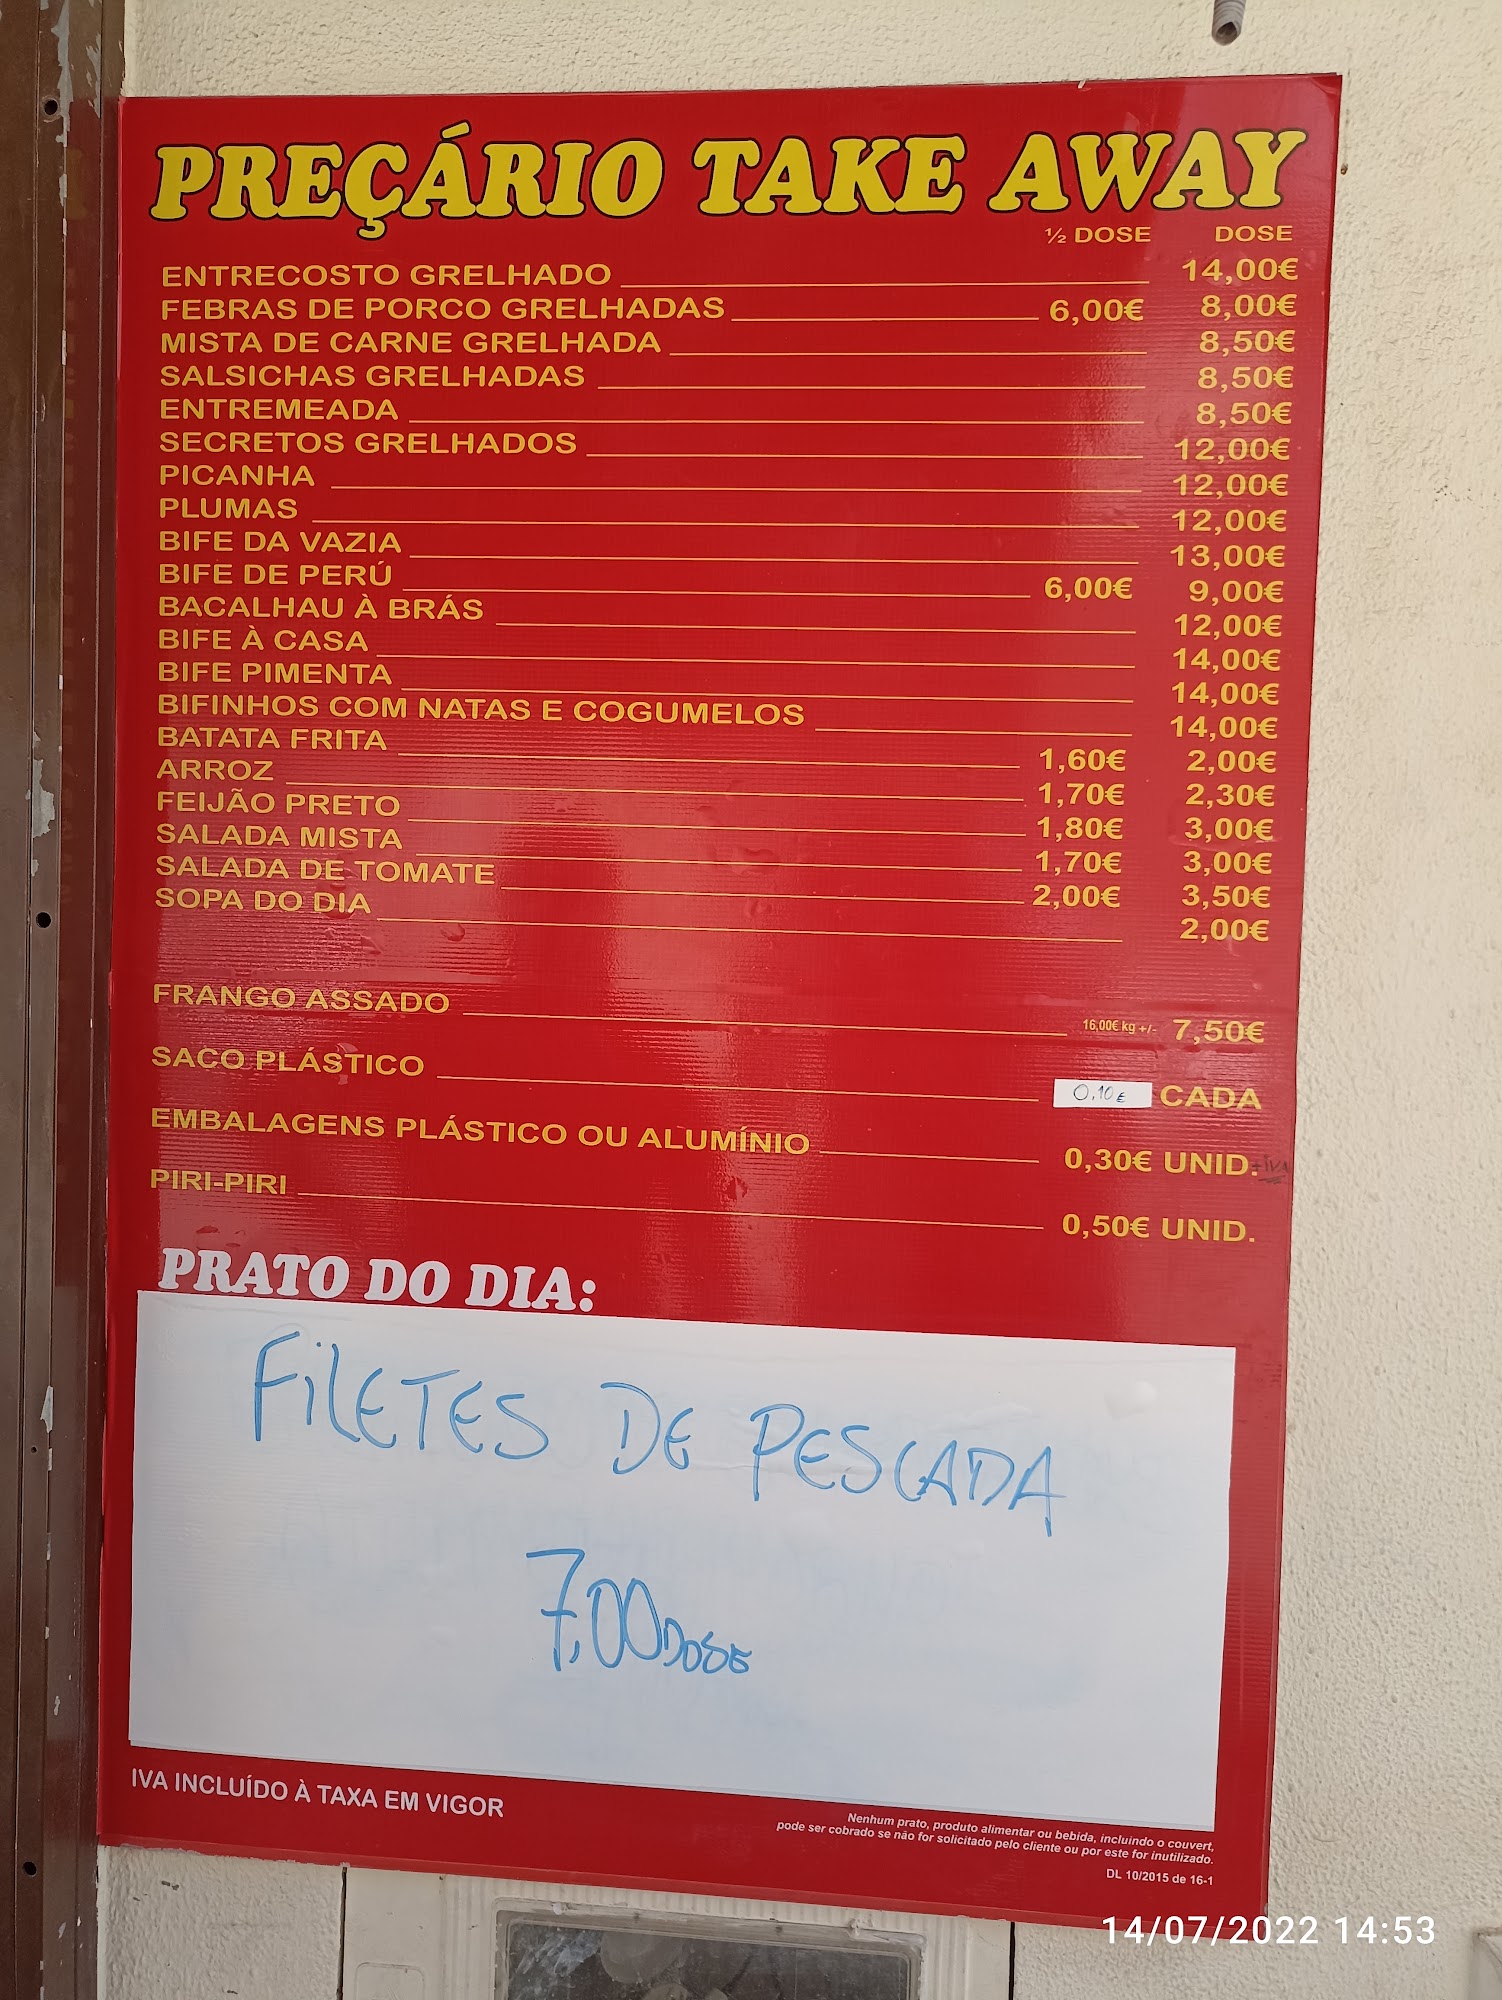 PREÇÁRIO TAKE AWAY
½ DOSE DOSE
ENTRECOSTO GRELHADO 14,00€
FEBRAS DE PORCO GRELHADAS 6,00€ 8,00€
MISTA DE CARNE GRELHADA 8,50€
SALSICHAS GRELHADAS 8,50€
ENTREMEADA 8,50€
SECRETOS GRELHADOS 12,00€
PICANHA 12,00€
PLUMAS 12,00€
BIFE DA VAZIA 13,00€
BIFE DE PERÚ 6,00€ 9,00€
BACALHAU À BRÁS 12,00€
BIFE À CASA 14,00€
BIFE PIMENTA 14,00€
BIFINHOS COM NATAS E COGUMELOS 14,00€
BATATA FRITA 1,60€ 2,00€
ARROZ 1,70€ 2,30€
FEIJÃO PRETO 1,80€ 3,00€
SALADA MISTA 1,70€ 3,00€
SALADA DE TOMATE 2,00€ 3,50€
SOPA DO DIA 2,00€
FRANGO ASSADO 16,00€ kg +/- 7,50€
SACO PLÁSTICO 0,10€ CADA
EMBALAGENS PLÁSTICO OU ALUMÍNIO 0,30€ UNID. +iVA
PIRI-PIRI 0,50€ UNID.
PRATO DO DIA:
FiLETES DE PESCADA
7,00 DOSE
IVA INCLUÍDO À TAXA EM VIGOR
Nenhum prato, produto alimentar ou bebida, incluindo o couvert,
pode ser cobrado se não for solicitado pelo cliente ou por este for inutilizado.
DL 10/2015 de 16-1
14/07/2022 14:53